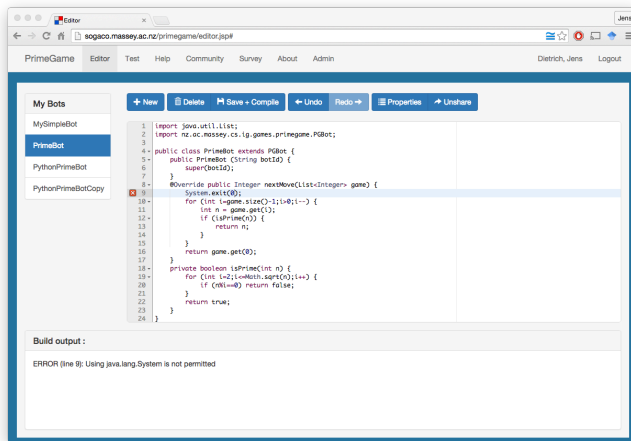 Editor
Jens
sogaco.massey.ac.nz/primegame/editor.jsp#
PrimeGame Editor Test Help Community Survey About Admin Dietrich, Jens Logout
My Bots
MySimpleBot
PrimeBot
PythonPrimeBot
PythonPrimeBotCopy
New Delete Save + Compile Undo Redo Properties Unshare
1 import java.util.List;
2 import nz.ac.massey.cs.ig.games.primegame.PGBot;
3
4 public class PrimeBot extends PGBot {
5 public PrimeBot (String botId) {
6 super(botId);
7 }
8 @Override public Integer nextMove(List<Integer> game) {
9 System.exit(0);
10 for (int i=game.size()-1;i>0;i--) {
11 int n = game.get(i);
12 if (isPrime(n)) {
13 return n;
14 }
15 }
16 return game.get(0);
17 }
18 private boolean isPrime(int n) {
19 for (int i=2;i<=Math.sqrt(n);i++) {
20 if (n%i==0) return false;
21 }
22 return true;
23 }
24 }
Build output :
ERROR (line 9): Using java.lang.System is not permitted